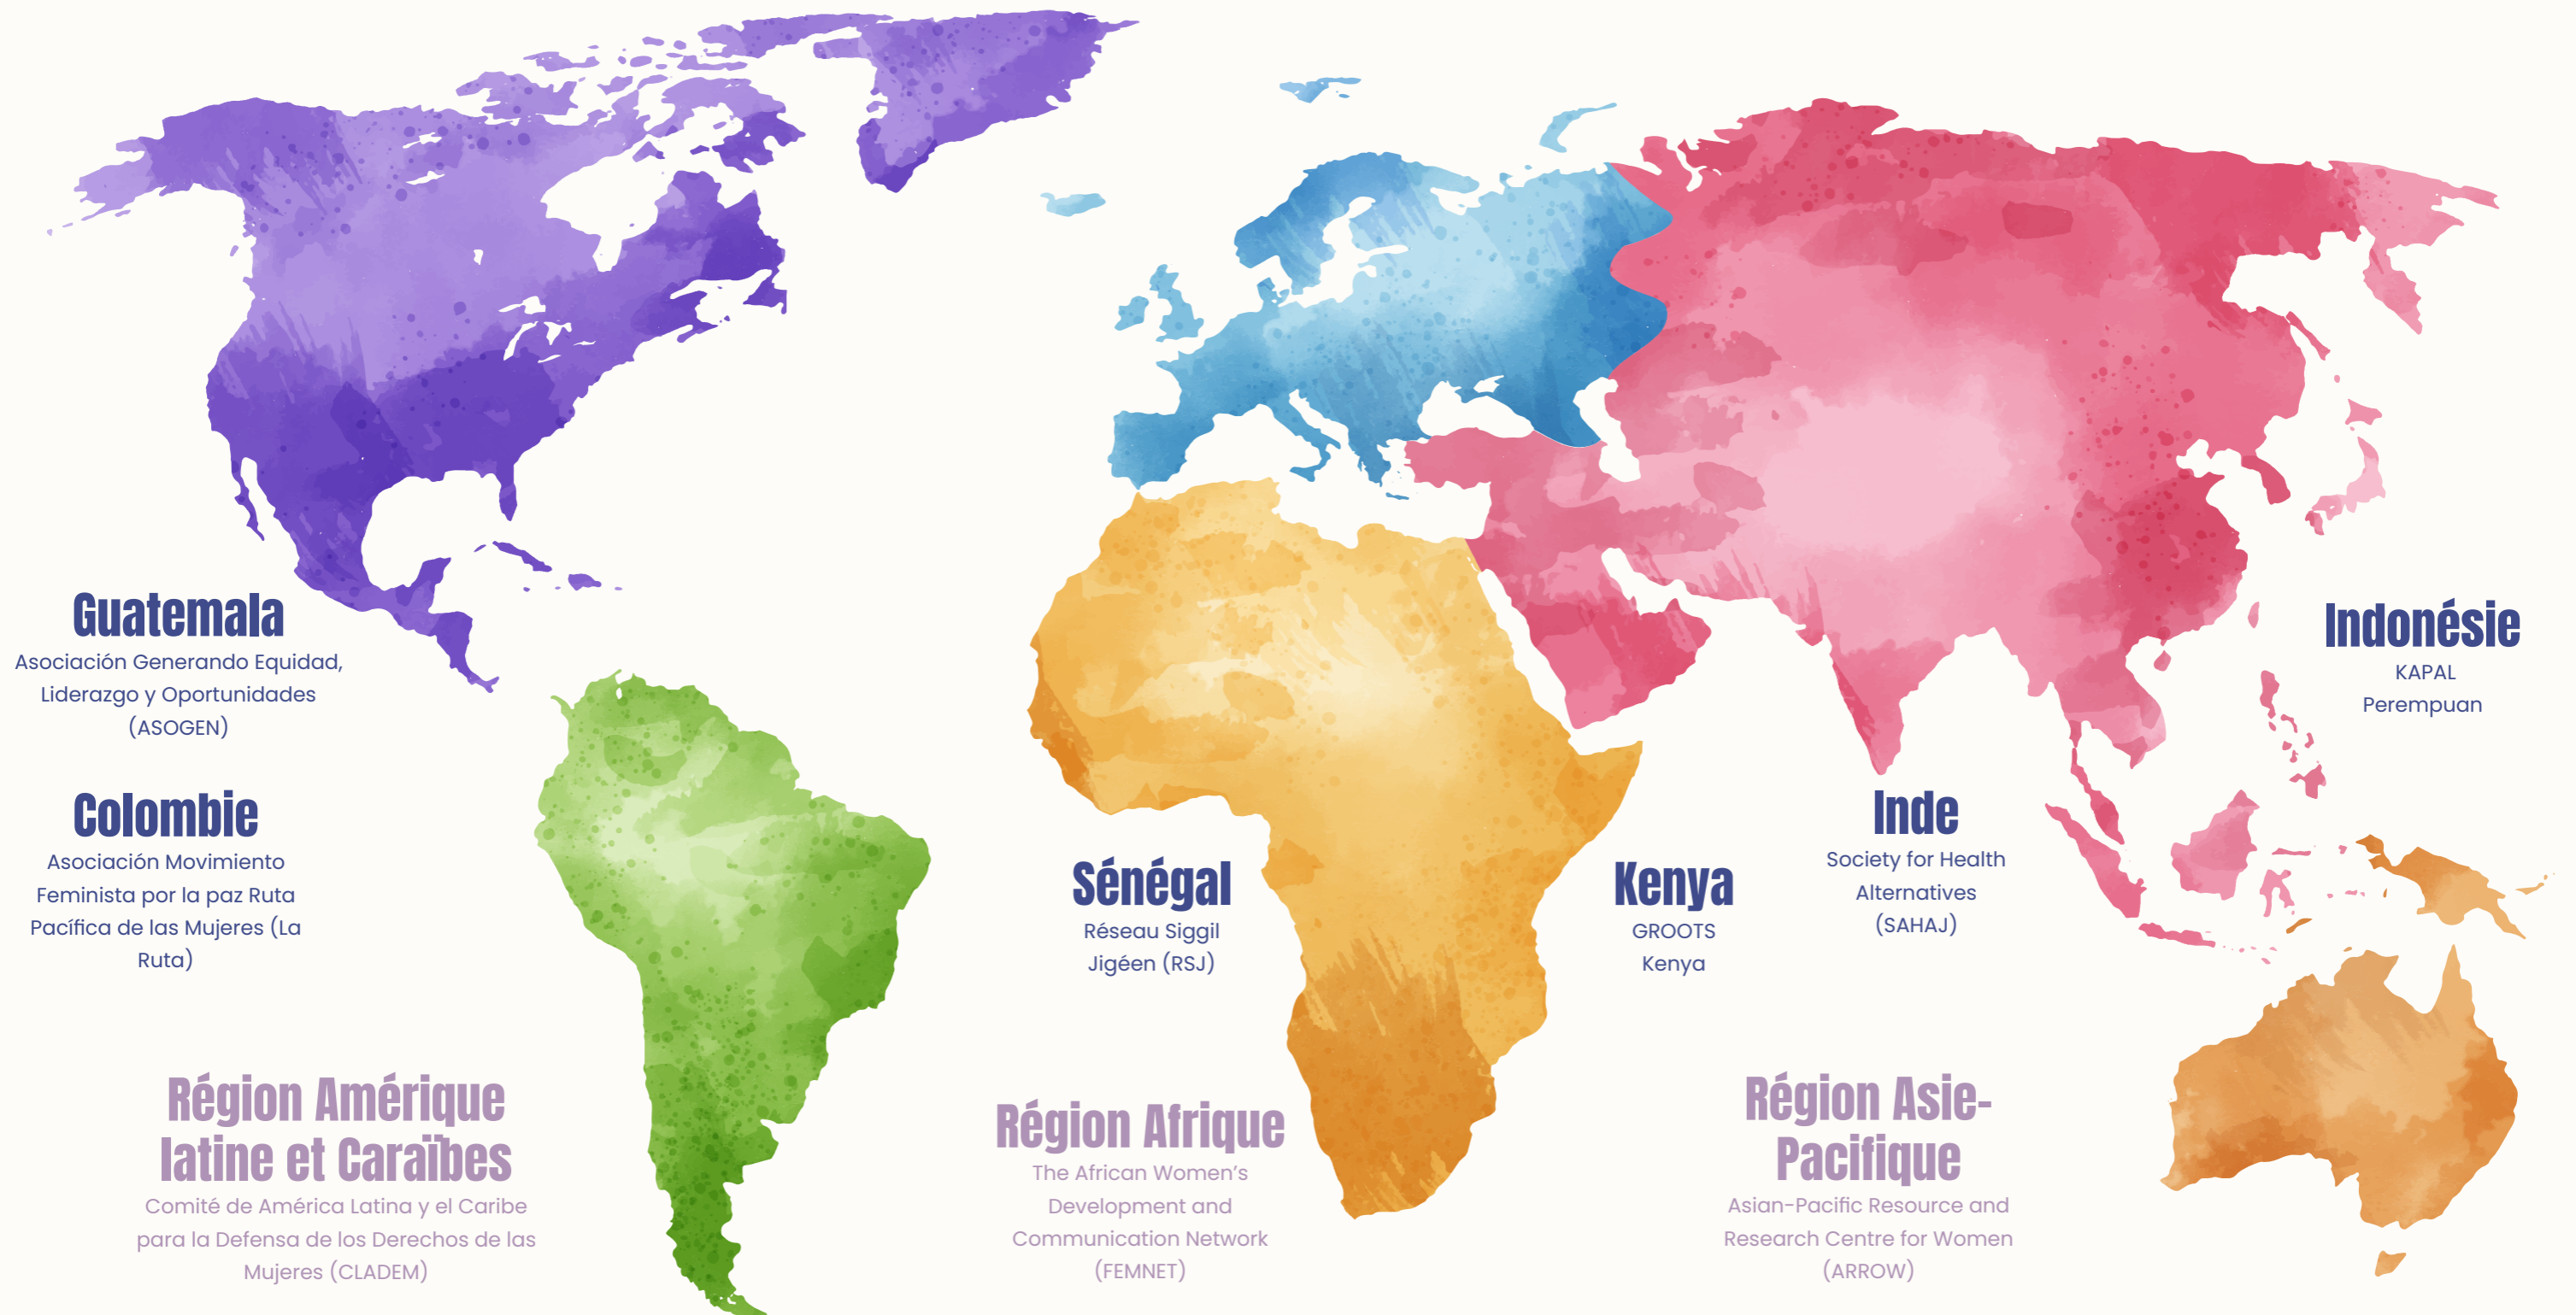 Guatemala
Asociación Generando Equidad,
Liderazgo y Oportunidades
(ASOGEN)
Colombie
Asociación Movimiento
Feminista por la paz Ruta
Pacífica de las Mujeres (La
Ruta)
Région Amérique
latine et Caraïbes
Comité de América Latina y el Caribe
para la Defensa de los Derechos de las
Mujeres (CLADEM)
Sénégal
Réseau Siggil
Jigéen (RSJ)
Kenya
GROOTS
Kenya
Région Afrique
The African Women’s
Development and
Communication Network
(FEMNET)
Inde
Society for Health
Alternatives
(SAHAJ)
Indonésie
KAPAL
Perempuan
Région Asie-
Pacifique
Asian-Pacific Resource and
Research Centre for Women
(ARROW)